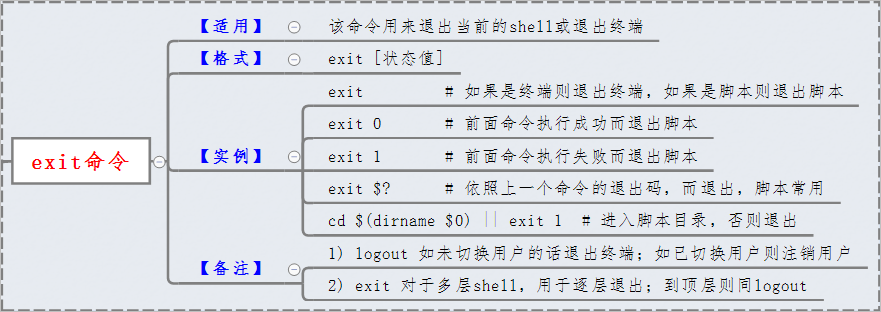 exit命令
【适用】 该命令用来退出当前的shell或退出终端
【格式】 exit [状态值]
【实例】
exit # 如果是终端则退出终端，如果是脚本则退出脚本
exit 0 # 前面命令执行成功而退出脚本
exit 1 # 前面命令执行失败而退出脚本
exit $? # 依照上一个命令的退出码，而退出，脚本常用
cd $(dirname $0) || exit 1 # 进入脚本目录，否则退出
【备注】
1) logout 如未切换用户的话退出终端；如已切换用户则注销用户
2) exit 对于多层shell，用于逐层退出；到顶层则同logout